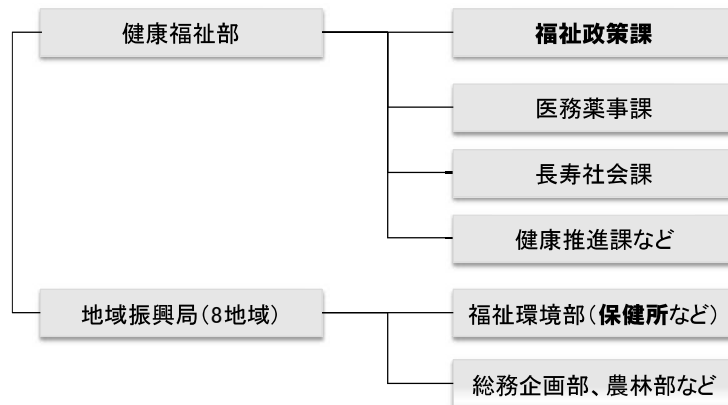 健康福祉部
福祉政策課
医務薬事課
長寿社会課
健康推進課など
地域振興局(8地域)
福祉環境部(保健所など)
総務企画部、農林部など